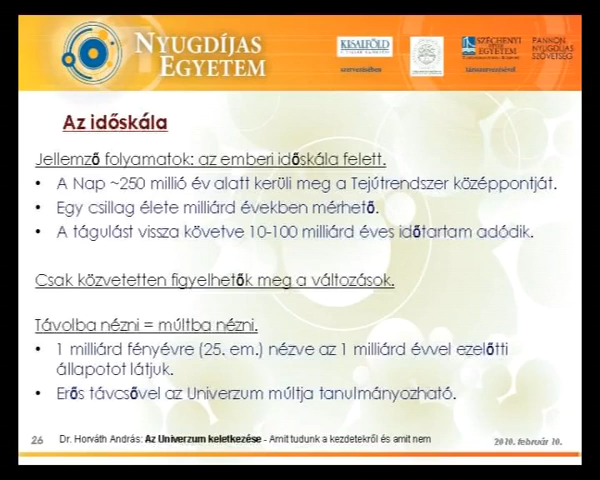 NYUGDÍJAS
EGYETEM
KISALFÖLD
szervezésében
SZÉCHENYI
EGYETEM
PANNON
NYUGDÍJAS
SZÖVETSÉG
Az időskála
Jellemző folyamatok: az emberi időskála felett.
• A Nap ~250 millió év alatt kerüli meg a Tejútrendszer középpontját.
• Egy csillag élete milliárd években mérhető.
• A tágulást vissza követve 10-100 milliárd éves időtartam adódik.
Csak közvetetten figyelhetők meg a változások.
Távolba nézni = múltba nézni.
• 1 milliárd fényévre (25. em.) nézve az 1 milliárd évvel ezelőtti
állapotot látjuk.
• Erős távcsővel az Univerzum múltja tanulmányozható.
26 Dr. Horváth András: Az Univerzum keletkezése - Amit tudunk a kezdetekről és amit nem 2010. február 10.